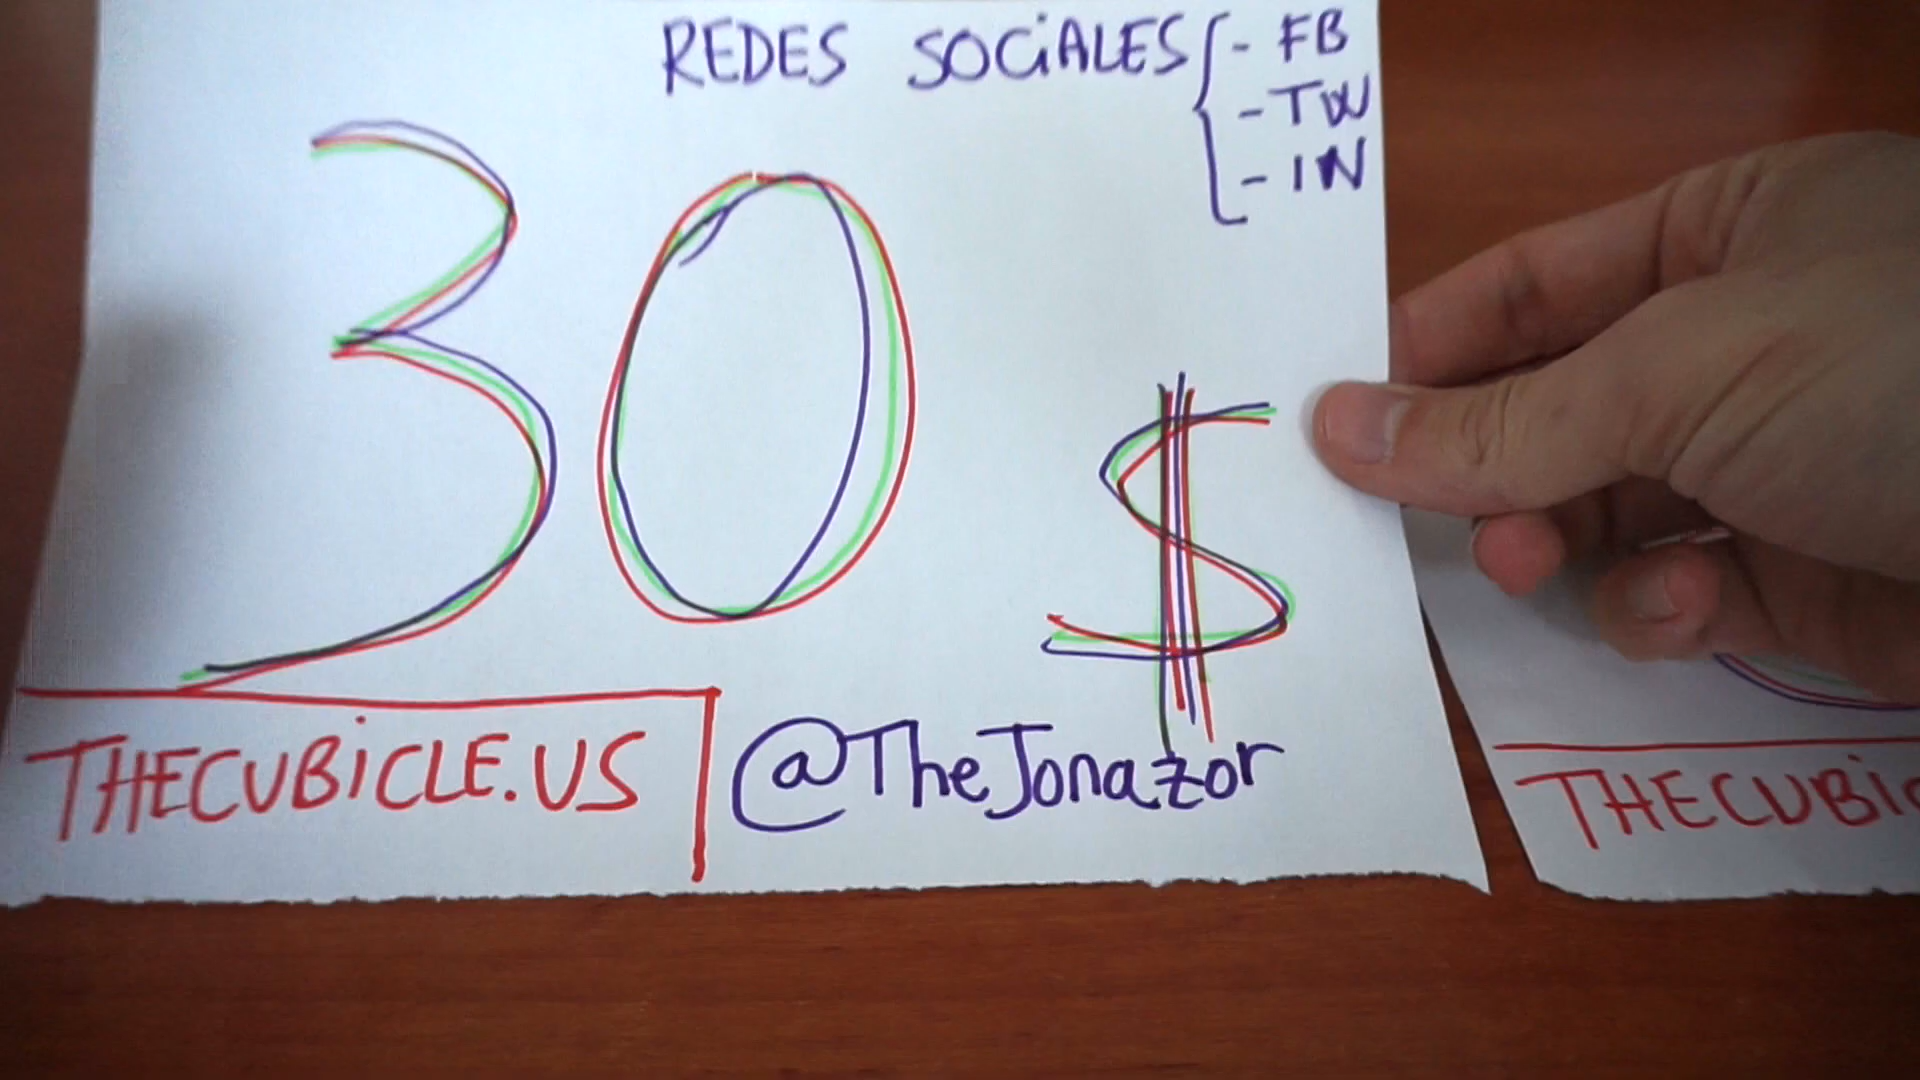 REDES SOCiALES { - FB
- TW
- IN
30 $
THECUBiCLE.US
@TheJonazor
THECUBiC